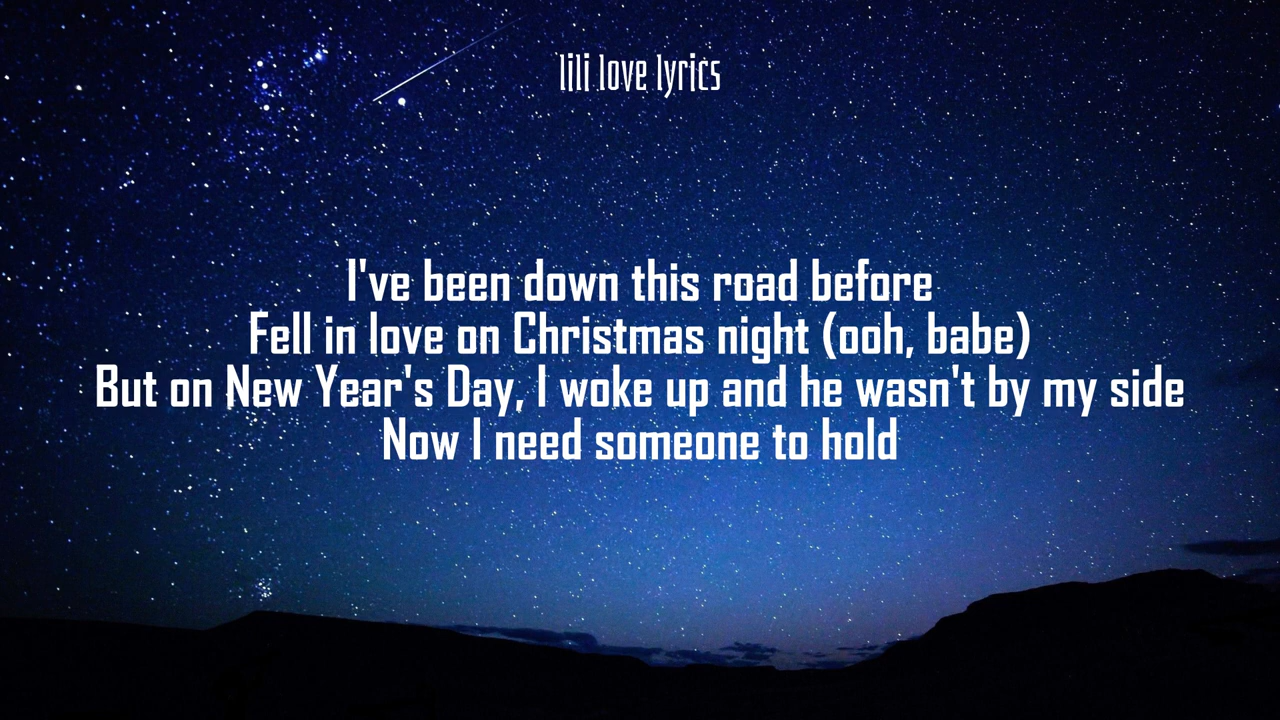 lili love lyrics
I've been down this road before
Fell in love on Christmas night (ooh, babe)
But on New Year's Day, I woke up and he wasn't by my side
Now I need someone to hold